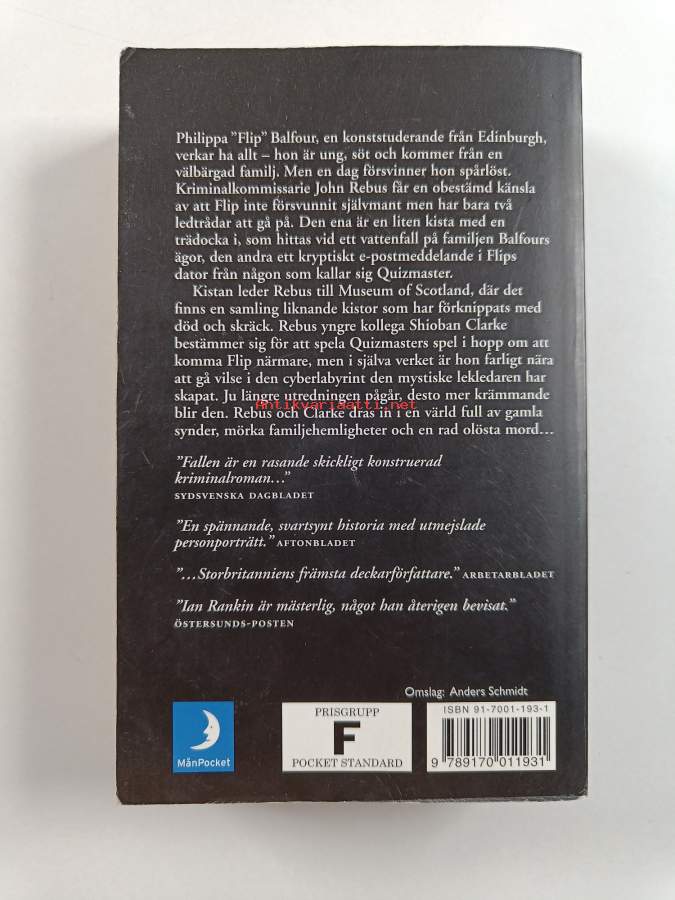 Philippa ”Flip” Balfour, en konststuderande från Edinburgh,
verkar ha allt – hon är ung, söt och kommer från en
välbärgad familj. Men en dag försvinner hon spårlöst.
Kriminalkommissarie John Rebus får en obestämd känsla
av att Flip inte försvunnit självmant men har bara två
ledtrådar att gå på. Den ena är en liten kista med en
trädocka i, som hittas vid ett vattenfall på familjen Balfours
ägor, den andra ett kryptiskt e-postmeddelande i Flips
dator från någon som kallar sig Quizmaster.
Kistan leder Rebus till Museum of Scotland, där det
finns en samling liknande kistor som har förknippats med
död och skräck. Rebus yngre kollega Shioban Clarke
bestämmer sig för att spela Quizmasters spel i hopp om att
komma Flip närmare, men i själva verket är hon farligt nära
att gå vilse i den cyberlabyrint den mystiske lekledaren har
skapat. Ju längre utredningen pågår, desto mer krämmande
Antikvariaatti.net
blir den. Rebus och Clarke dras in i en värld full av gamla
synder, mörka familjehemligheter och en rad olösta mord…
”Fallen är en rasande skickligt konstruerad
kriminalroman…”
SYDSVENSKA DAGBLADET
”En spännande, svartsynt historia med utmejslade
personporträtt.” AFTONBLADET
”…Storbritanniens främsta deckarförfattare.” ARBETARBLADET
”Ian Rankin är mästerlig, något han återigen bevisat.”
ÖSTERSUNDS-POSTEN
Omslag: Anders Schmidt
MånPocket
PRISGRUPP
F
POCKET STANDARD
ISBN 91-7001-193-1
9 789170 011931